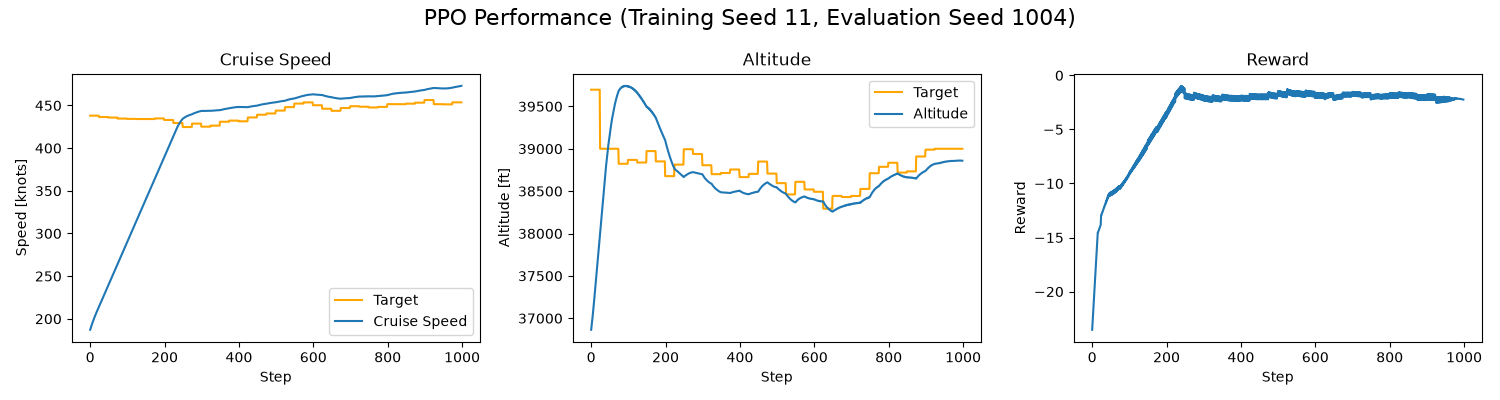 PPO Performance (Training Seed 11, Evaluation Seed 1004)
Cruise Speed
Speed [knots]
450
400
350
300
250
200
0 200 400 600 800 1000
Step
Target
Cruise Speed
Altitude
Altitude [ft]
39500
39000
38500
38000
37500
37000
0 200 400 600 800 1000
Step
Target
Altitude
Reward
Reward
0
−5
−10
−15
−20
0 200 400 600 800 1000
Step